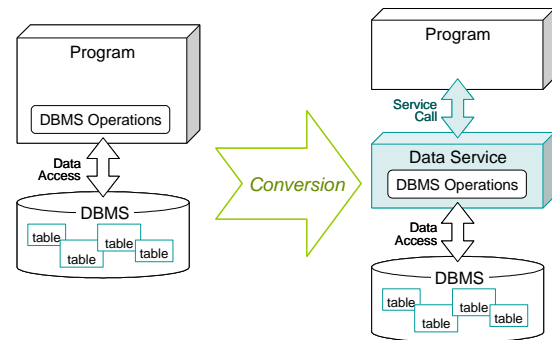 Program
DBMS Operations
Data
Access
DBMS
table
table
table
table
Conversion
Program
Service
Call
Data Service
DBMS Operations
Data
Access
DBMS
table
table
table
table